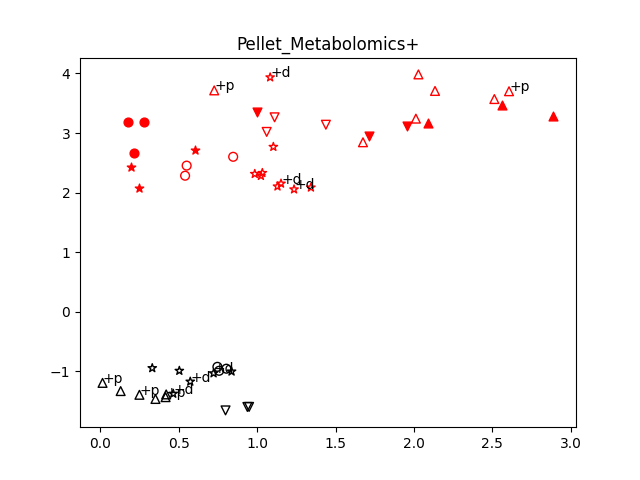 Pellet_Metabolomics+
4
+d
+p
+p
3
+d
+d
2
1
0
−1
+p
+d
+p
+d
0.0
0.5
1.0
1.5
2.0
2.5
3.0